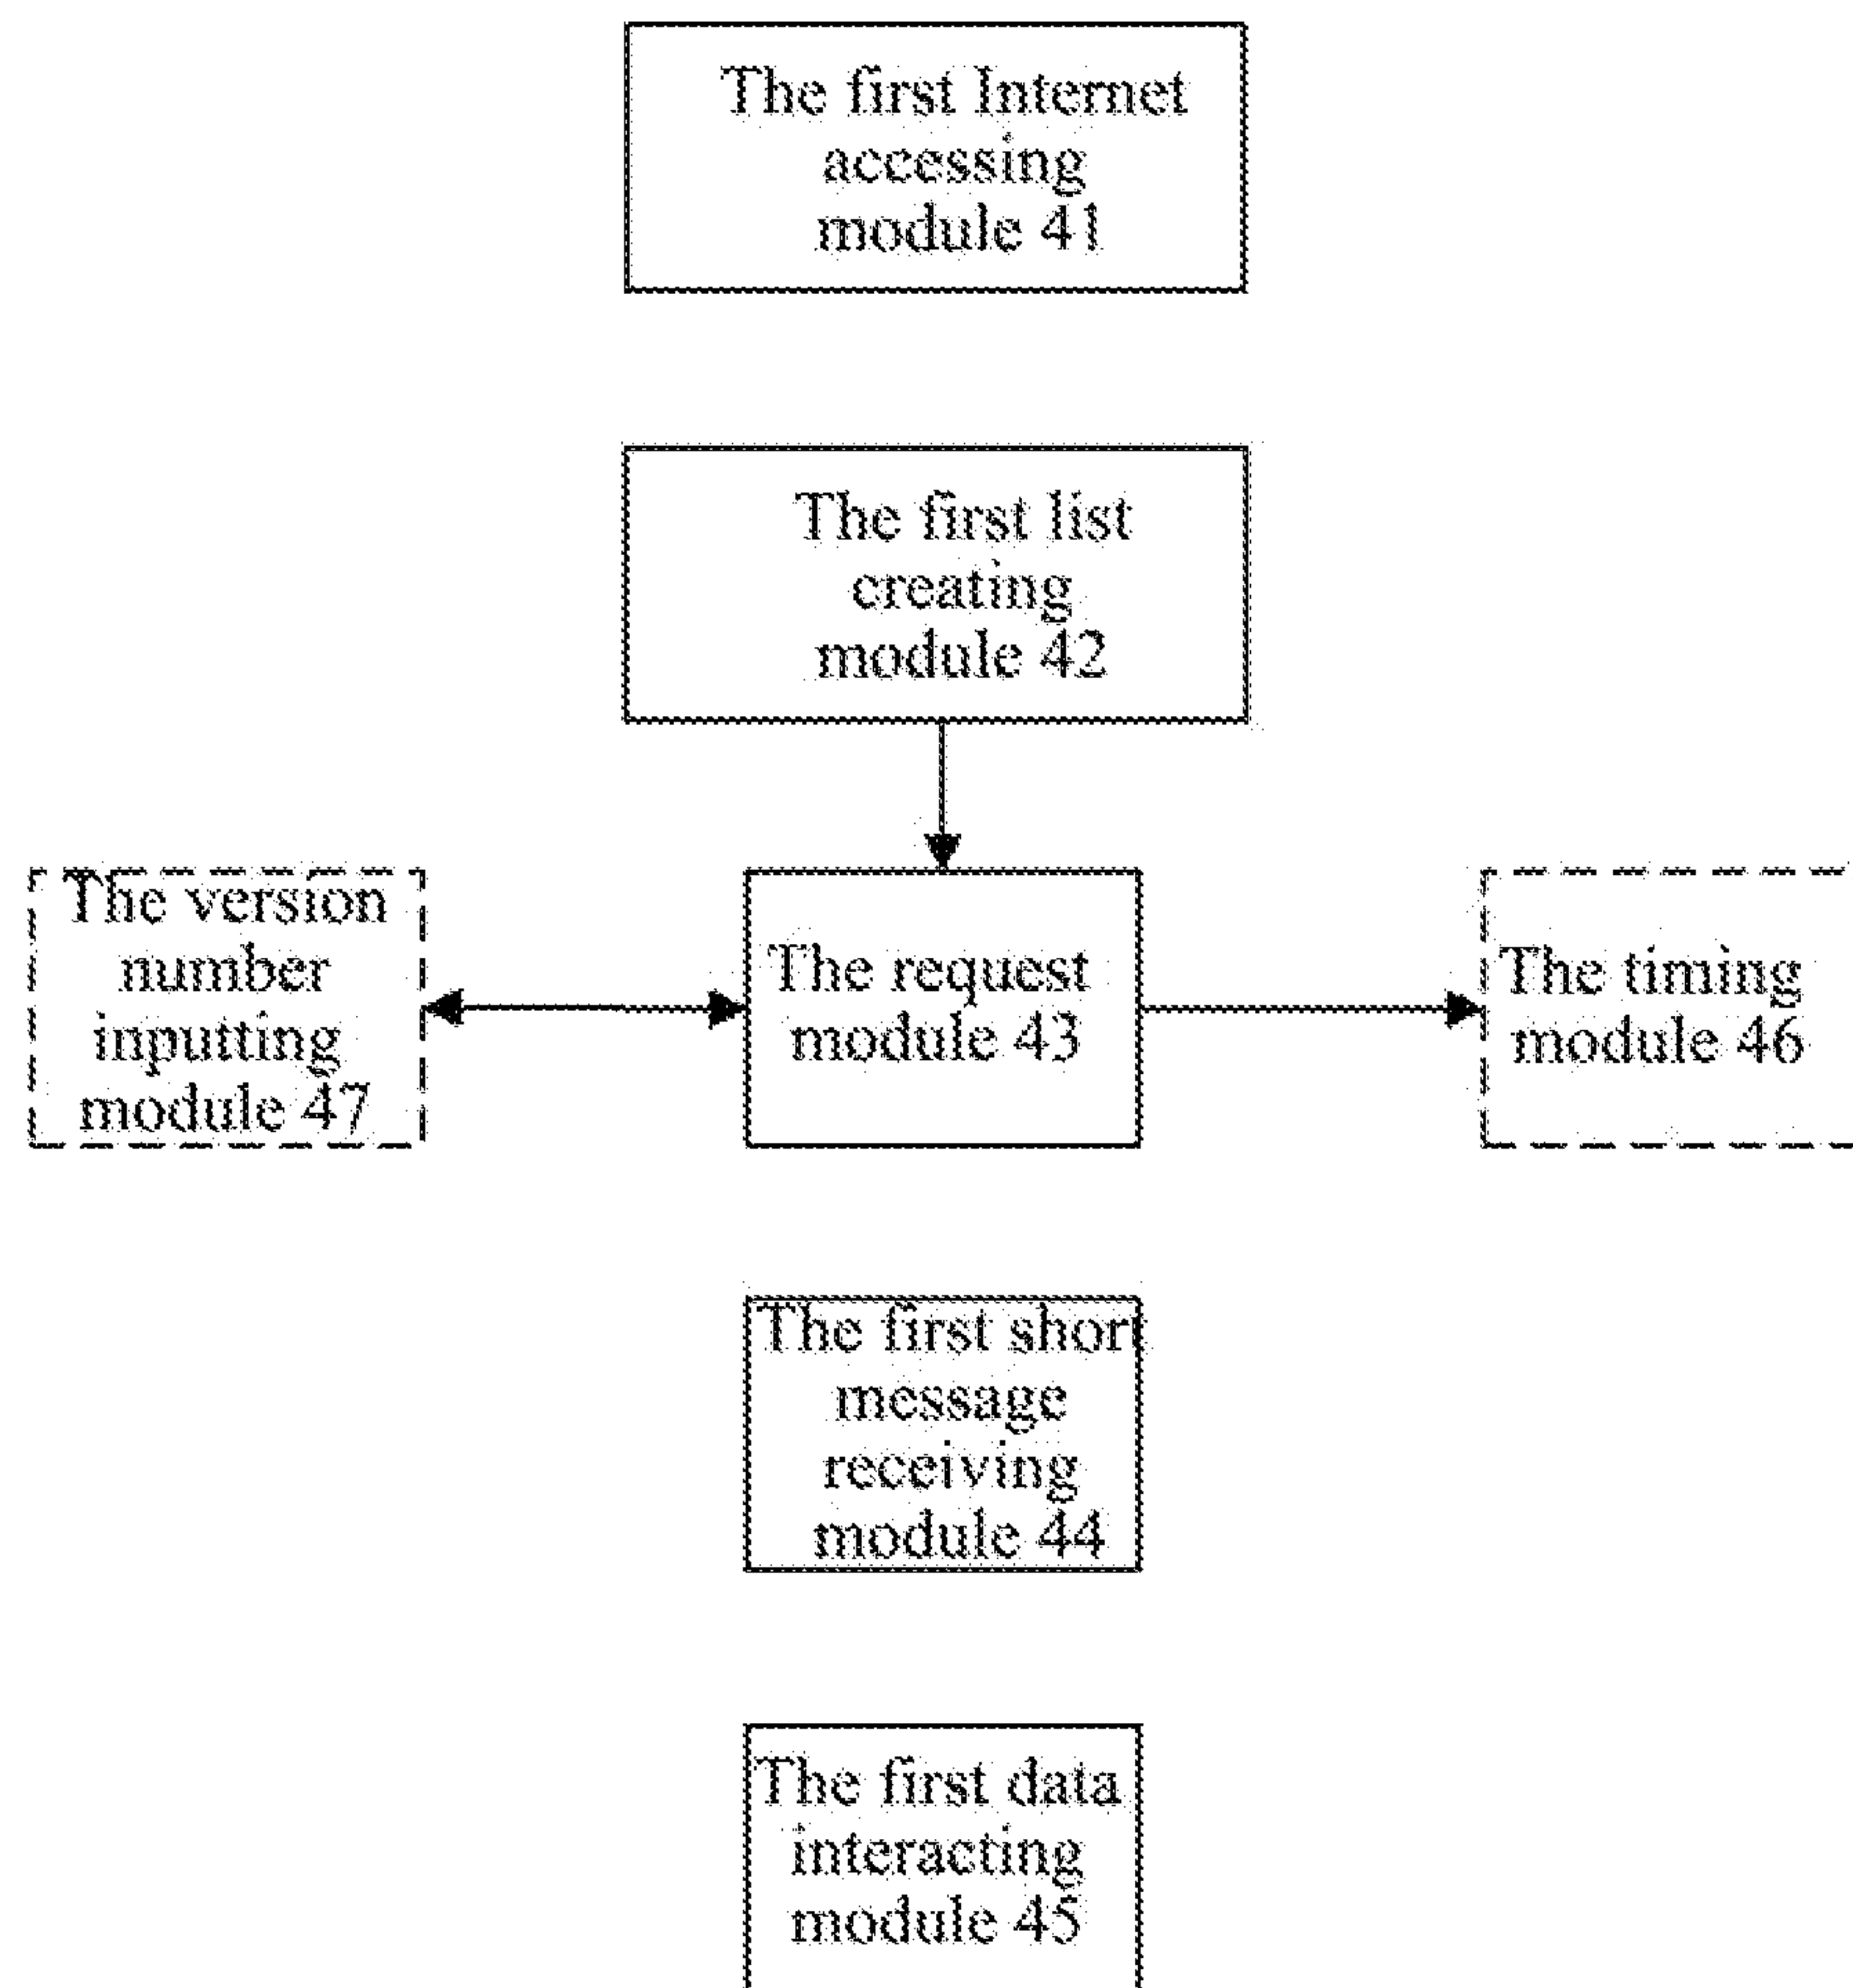 The first Internet
accessing
module 41
The first list
creating
module 42
The version
number
inputting
module 47
The request
module 43
The timing
module 46
The first short
message
receiving
module 44
The first data
interacting
module 45